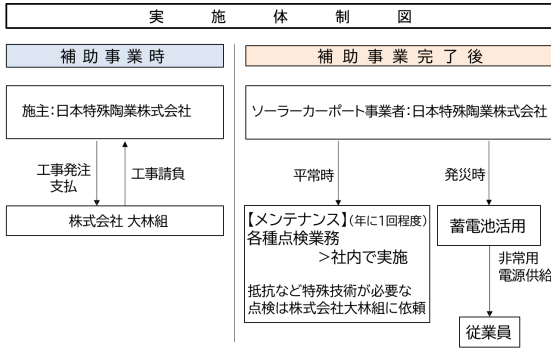 実施体制図
補助事業時
施主:日本特殊陶業株式会社
工事発注
支払
工事請負
株式会社 大林組
補助事業完了後
ソーラーカーポート事業者:日本特殊陶業株式会社
平常時
発災時
【メンテナンス】(年に1回程度)
各種点検業務
>社内で実施
抵抗など特殊技術が必要な
点検は株式会社大林組に依頼
蓄電池活用
非常用
電源供給
従業員